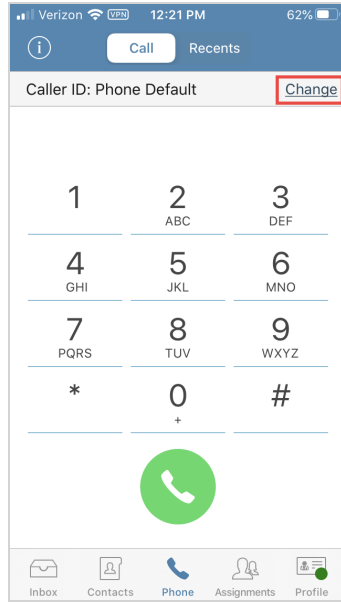 Verizon VPN 12:21 PM 62%
i Call Recents
Caller ID: Phone Default Change
1 2 3
ABC DEF
4 5 6
GHI JKL MNO
7 8 9
PQRS TUV WXYZ
* 0 #
+
Inbox Contacts Phone Assignments Profile